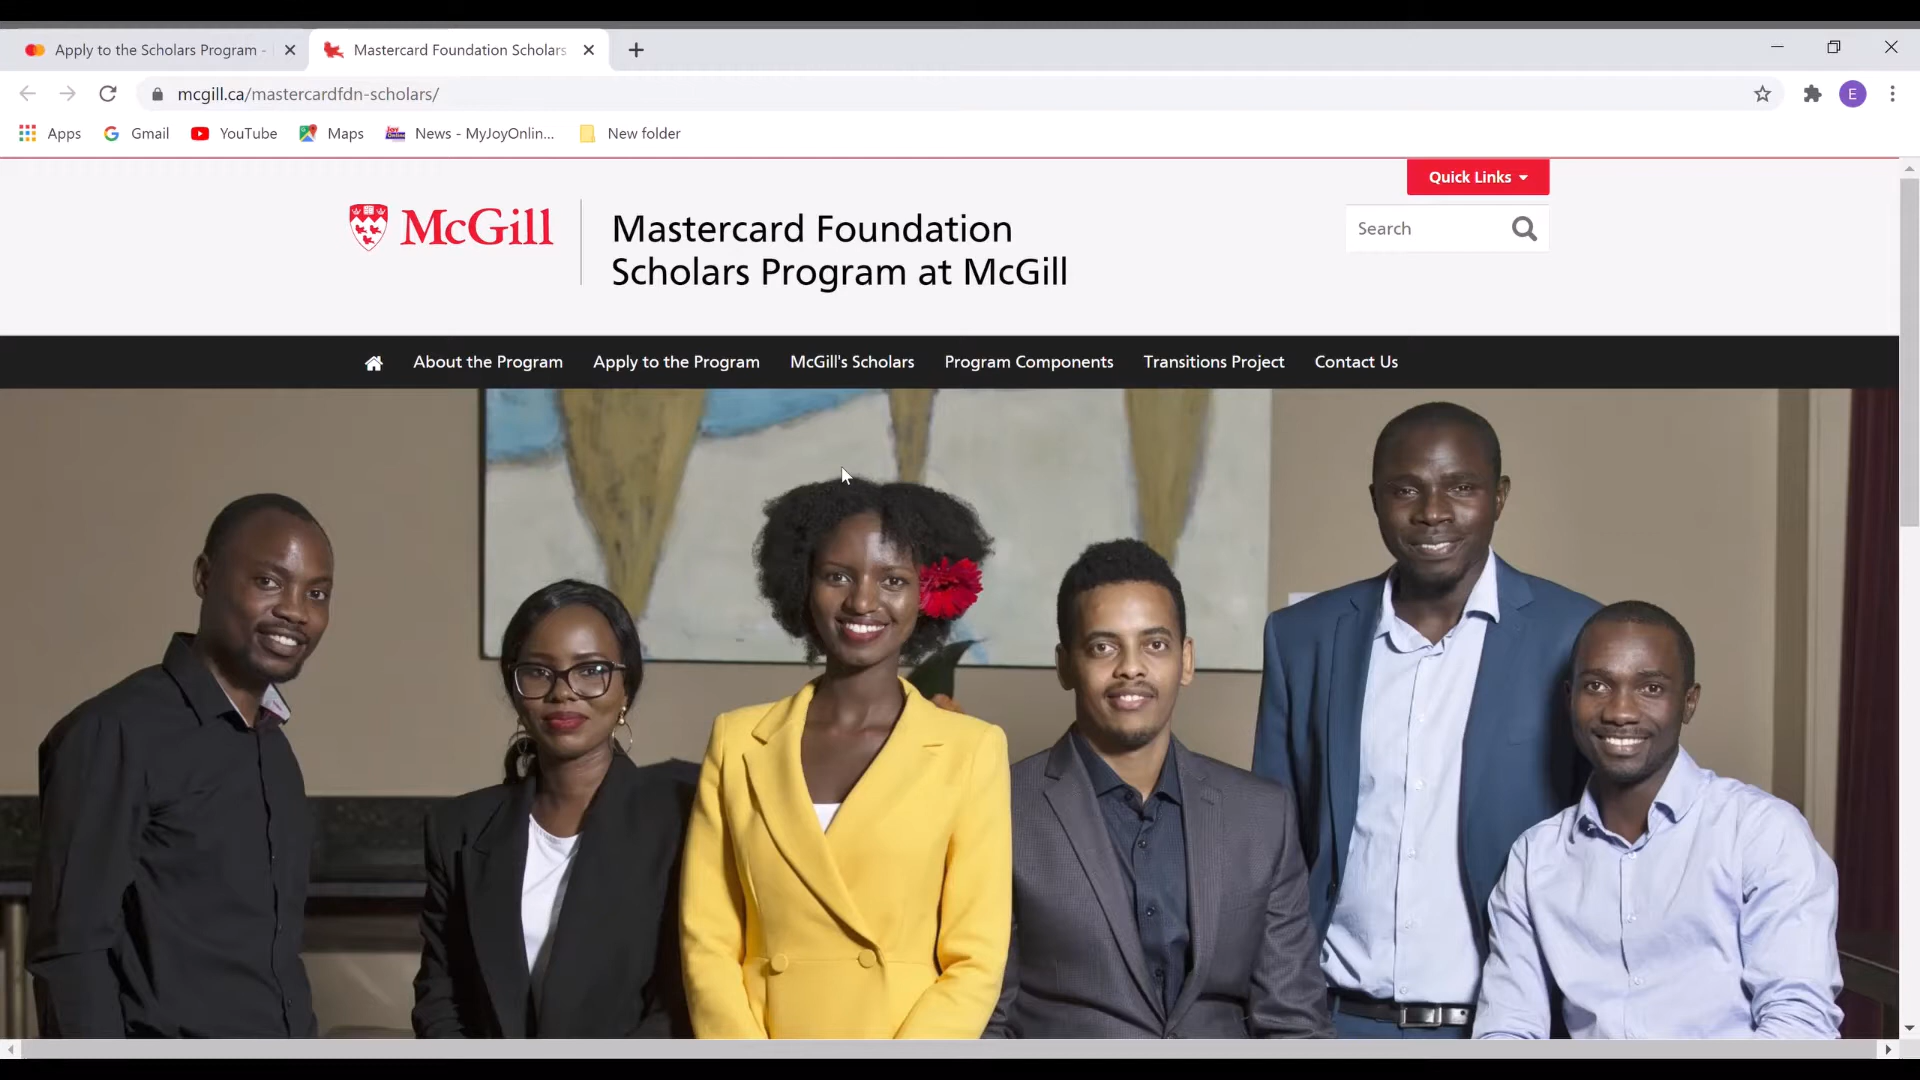 Apply to the Scholars Program -
Mastercard Foundation Scholars
mcgill.ca/mastercardfdn-scholars/
E
Apps
Gmail
YouTube
Maps
News - MyJoyOnlin...
New folder
Quick Links
McGill
Mastercard Foundation
Scholars Program at McGill
Search
About the Program
Apply to the Program
McGill's Scholars
Program Components
Transitions Project
Contact Us